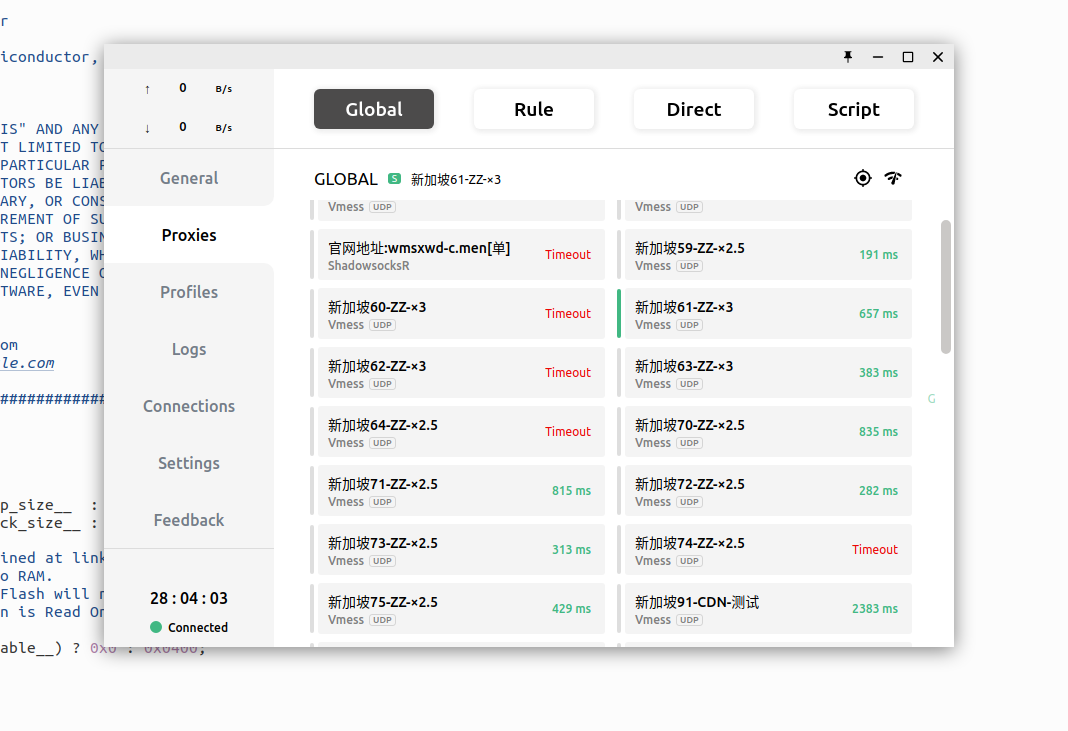 r
iconductor,
IS" AND ANY
T LIMITED TO
PARTICULAR
TORS BE LIAB
ARY, OR CONS
REMENT OF SU
TS; OR BUSIN
IABILITY, WH
NEGLIGENCE
TWARE, EVEN
om
le.com
############
p_size__ :
ck_size__ :
ined at link
o RAM.
Flash will
n is Read On
able__) ? 0x0 : 0x0400;
↑ 0 B/s
↓ 0 B/s
General
Proxies
Profiles
Logs
Connections
Settings
Feedback
28 : 04 : 03
Connected
Global
Rule
Direct
Script
GLOBAL S 新加坡61-ZZ-×3
Vmess UDP
Vmess UDP
官网地址:wmsxwd-c.men[单]
ShadowsocksR
Timeout
新加坡59-ZZ-×2.5
Vmess UDP
191 ms
新加坡60-ZZ-×3
Vmess UDP
Timeout
新加坡61-ZZ-×3
Vmess UDP
657 ms
新加坡62-ZZ-×3
Vmess UDP
Timeout
新加坡63-ZZ-×3
Vmess UDP
383 ms
新加坡64-ZZ-×2.5
Vmess UDP
Timeout
新加坡70-ZZ-×2.5
Vmess UDP
835 ms
新加坡71-ZZ-×2.5
Vmess UDP
815 ms
新加坡72-ZZ-×2.5
Vmess UDP
282 ms
新加坡73-ZZ-×2.5
Vmess UDP
313 ms
新加坡74-ZZ-×2.5
Vmess UDP
Timeout
新加坡75-ZZ-×2.5
Vmess UDP
429 ms
新加坡91-CDN-测试
Vmess UDP
2383 ms
G